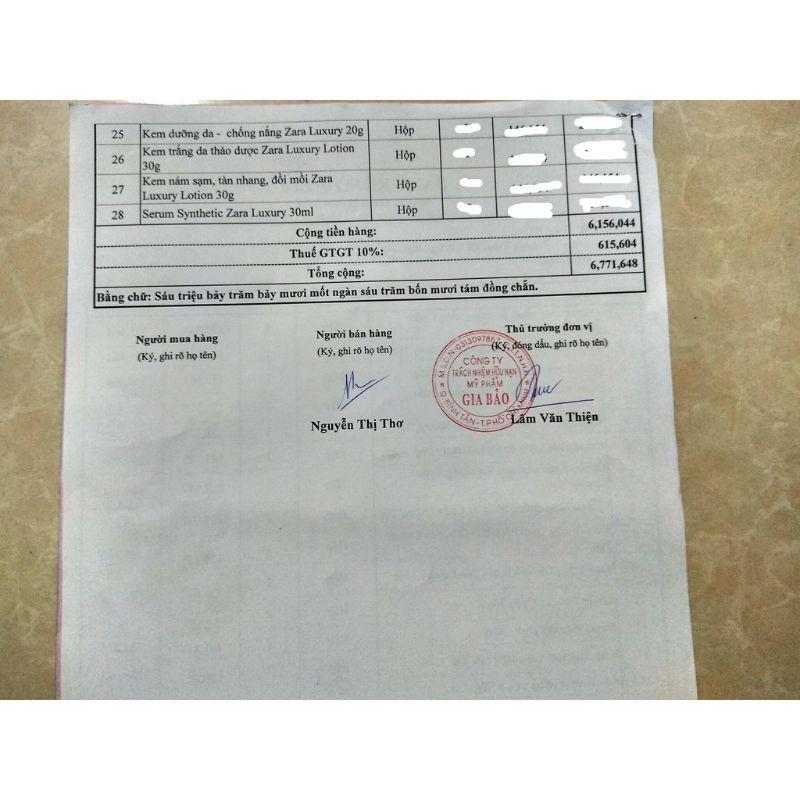 25 Kem dưỡng da - chống nắng Zara Luxury 20g Hộp
26 Kem trắng da thảo dược Zara Luxury Lotion 30g Hộp
27 Kem nám sạm, tàn nhang, đồi mồi Zara Luxury Lotion 30g Hộp
28 Serum Synthetic Zara Luxury 30ml Hộp
Cộng tiền hàng: 6,156,044
Thuế GTGT 10%: 615,604
Tổng cộng: 6,771,648
Bằng chữ: Sáu triệu bảy trăm bảy mươi mốt ngàn sáu trăm bốn mươi tám đồng chẵn.
Người mua hàng Người bán hàng Thủ trưởng đơn vị
(Ký, ghi rõ họ tên) (Ký, ghi rõ họ tên) (Ký, đóng dấu, ghi rõ họ tên)
M.S.D.N:0313097857
CÔNG TY
TRÁCH NHIỆM HỮU HẠN
MỸ PHẨM
GIA BẢO
Q.BÌNH TÂN-T.PHỐ
Nguyễn Thị Thơ Lâm Văn Thiện